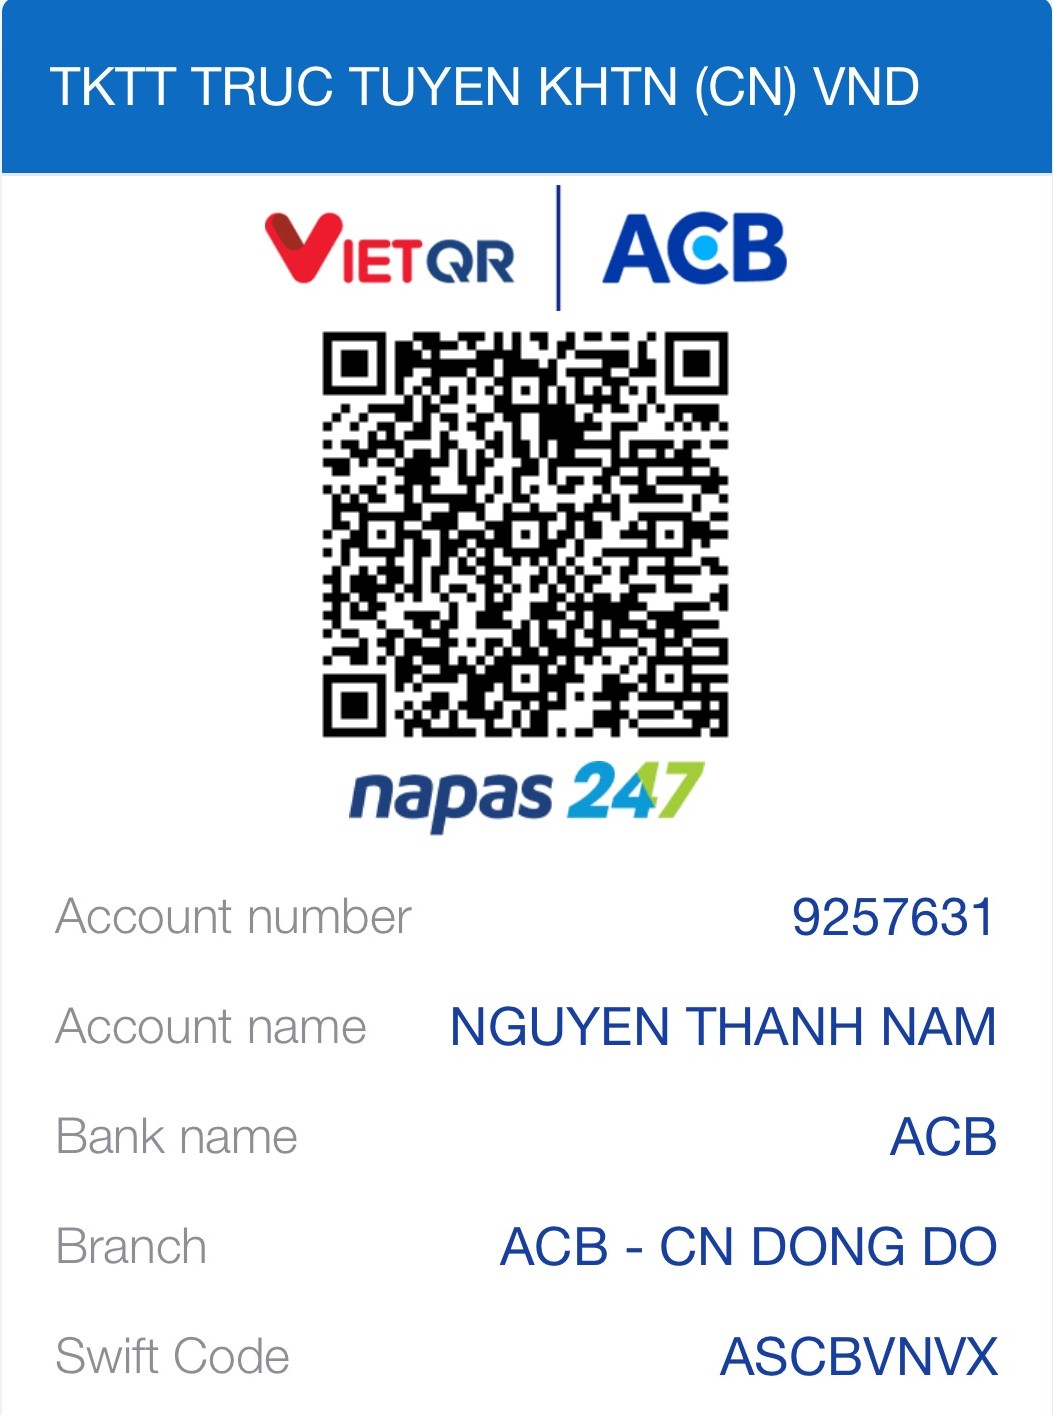 TKTT TRUC TUYEN KHTN (CN) VND
VIETQR | ACB
napas 247
Account number 9257631
Account name NGUYEN THANH NAM
Bank name ACB
Branch ACB - CN DONG DO
Swift Code ASCBVNVX